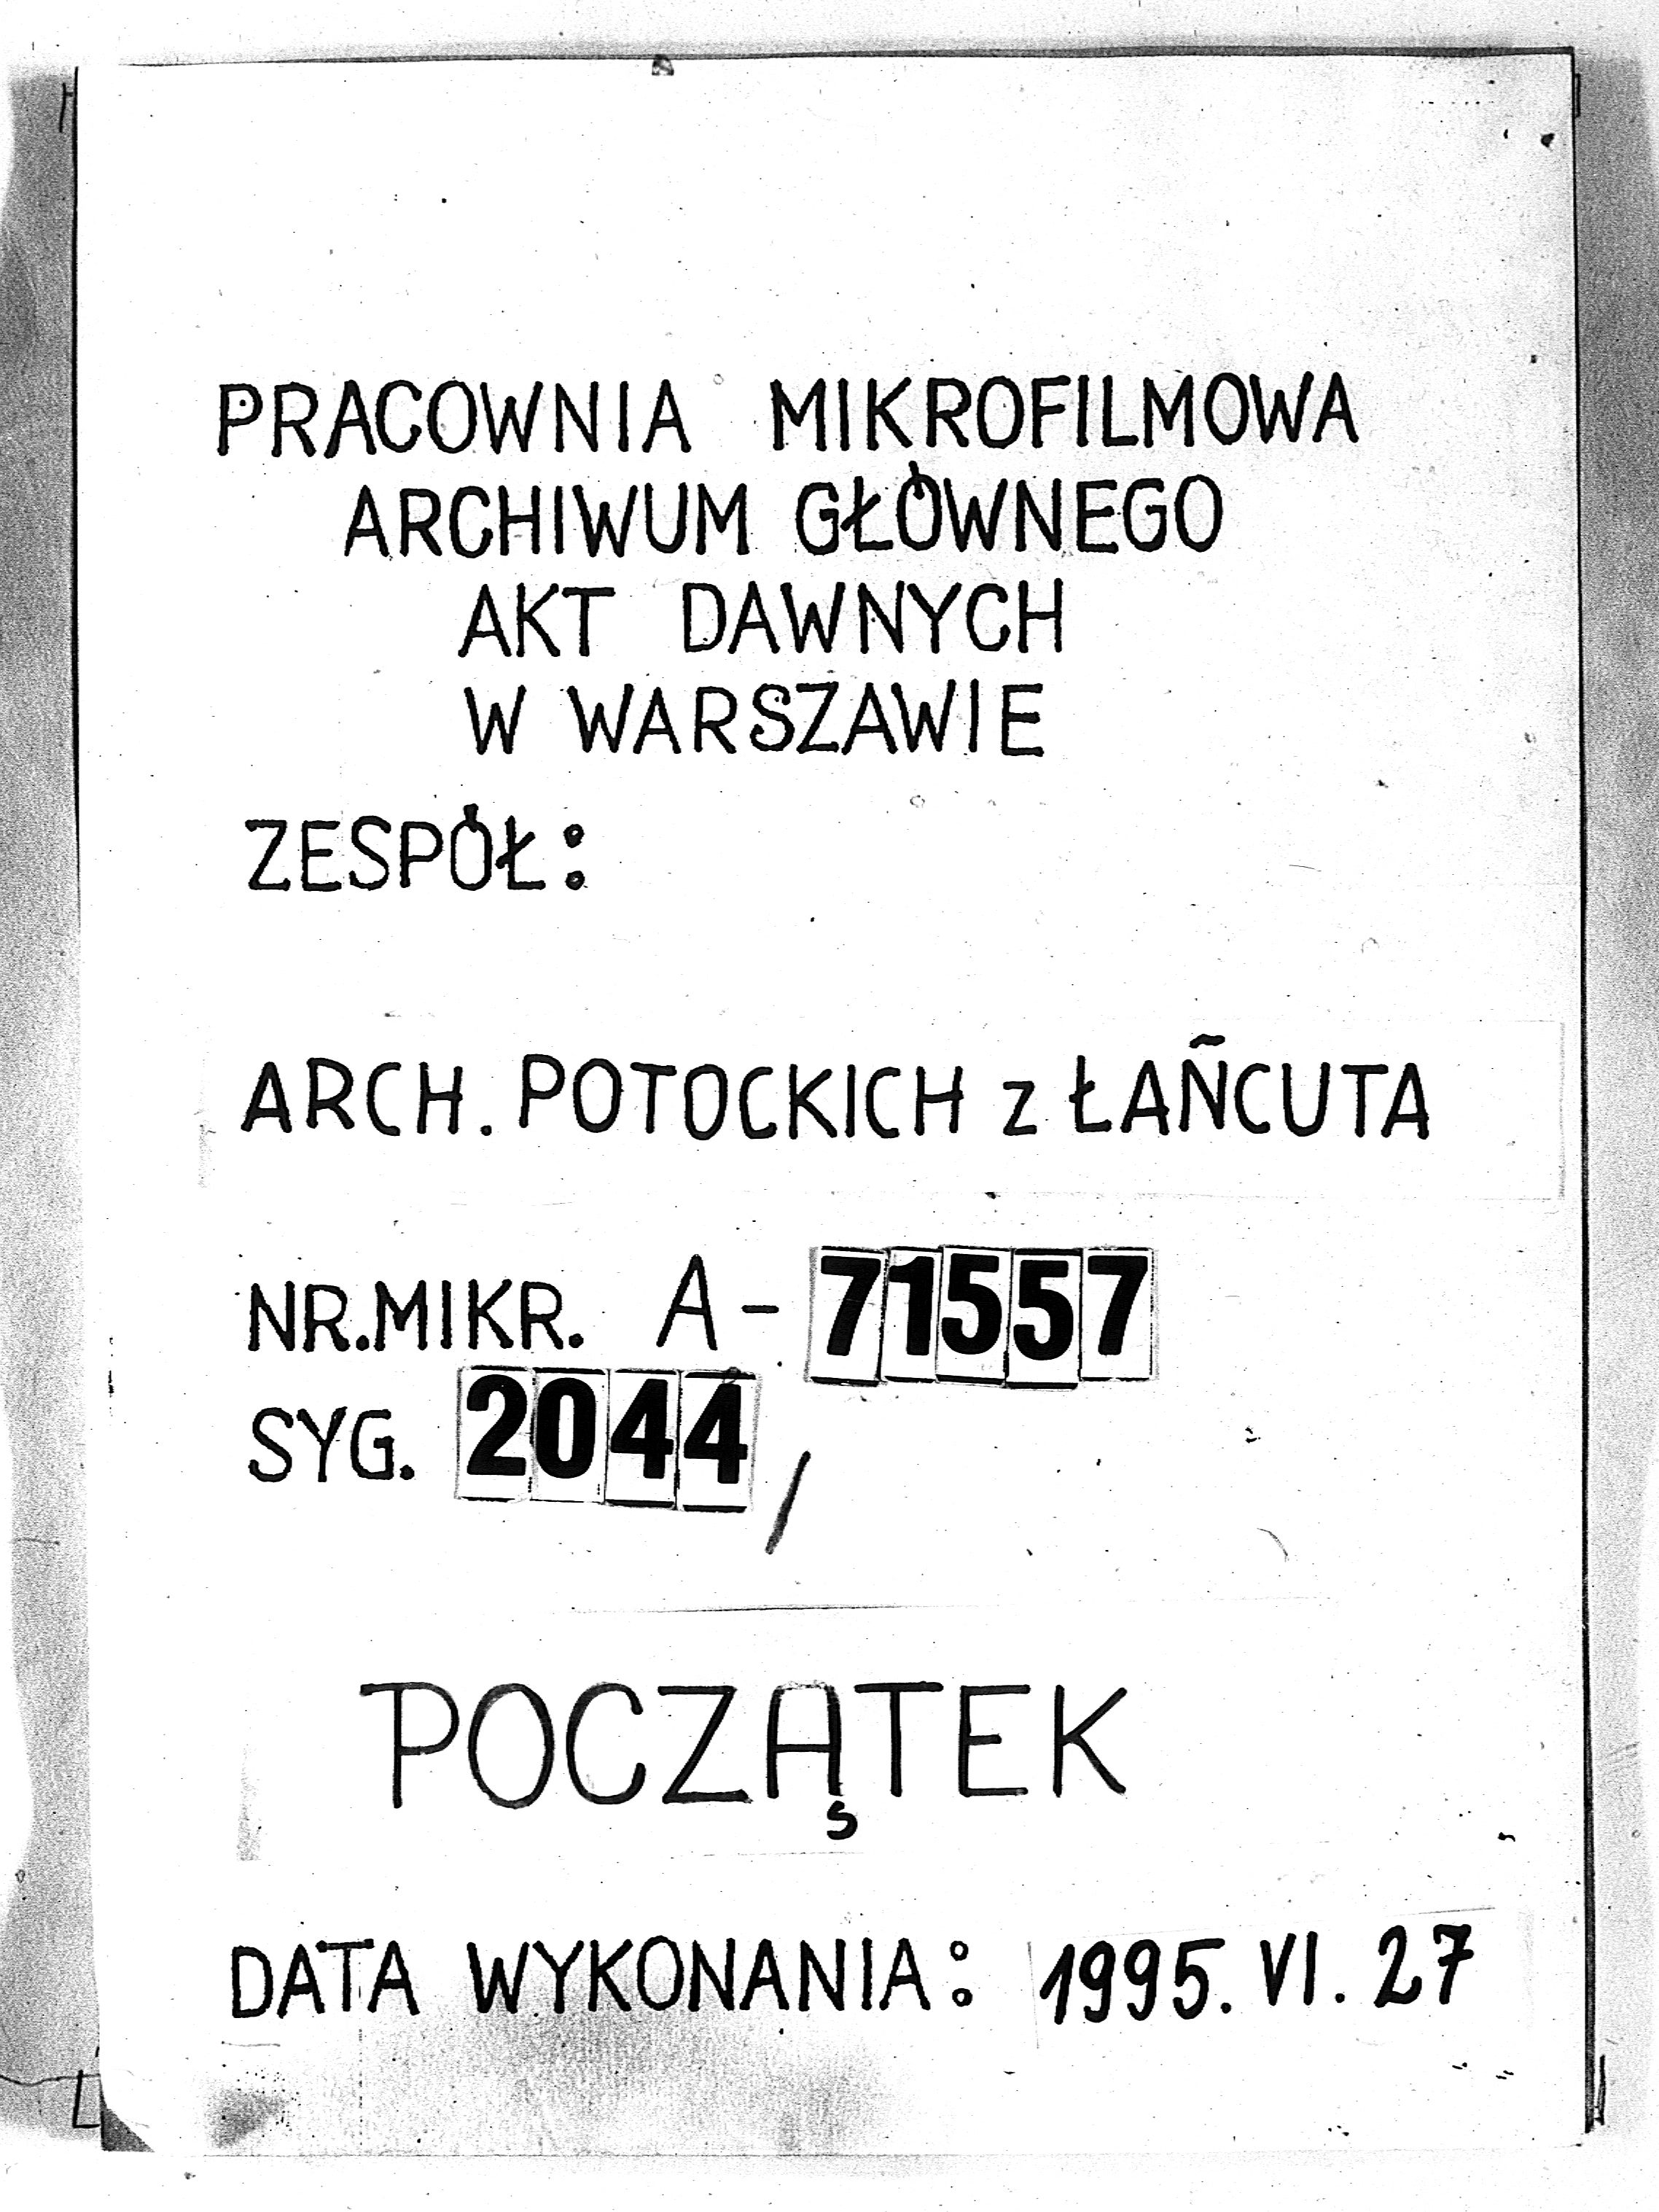 PRACOWNIA MIKROFILMOWA
ARCHIWUM GŁÓWNEGO
AKT DAWNYCH
W WARSZAWIE
ZESPÓŁ:
ARCH. POTOCKICH z ŁAÑCUTA
NR.MIKR. A-71557
SYG. 2044/
POCZĄTEK
DATA WYKONANIA: 1995. VI. 27